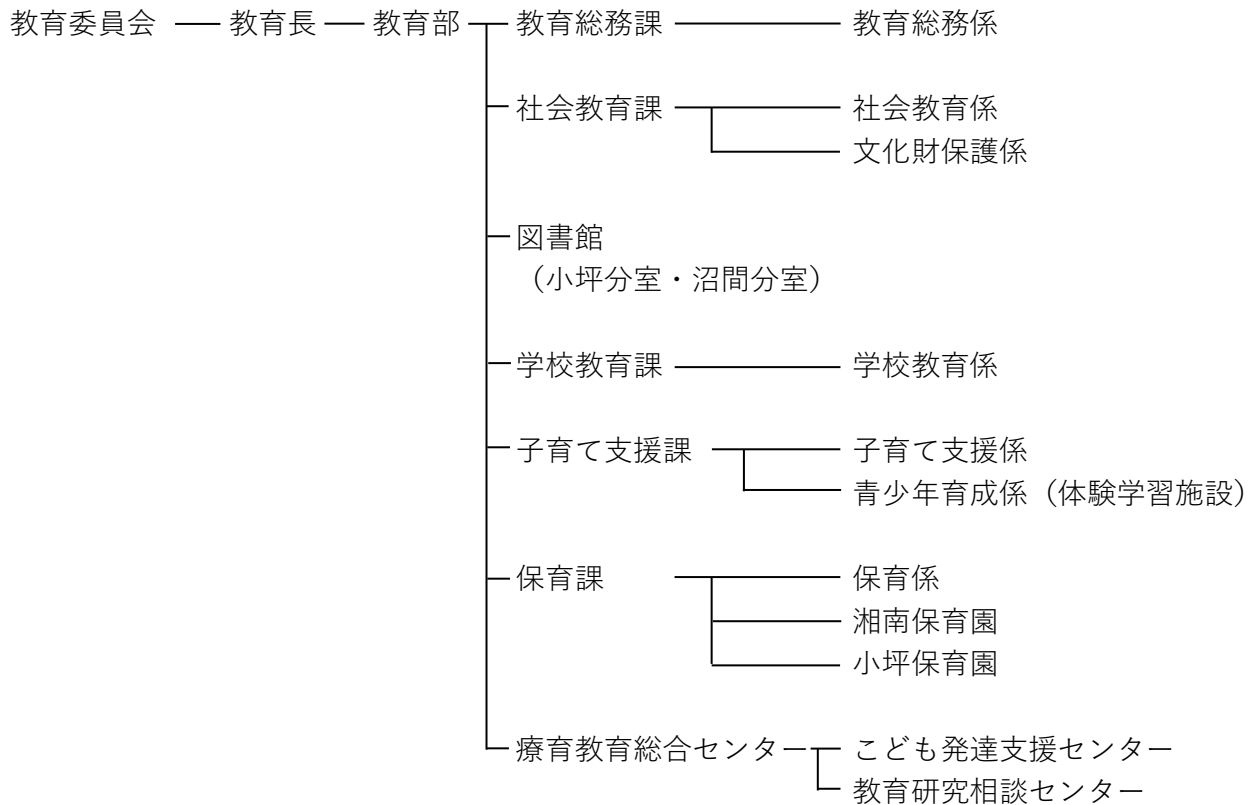 教育委員会 教育長 教育部 教育総務課 教育総務係
社会教育課 社会教育係
文化財保護係
図書館
（小坪分室・沼間分室）
学校教育課 学校教育係
子育て支援課 子育て支援係
青少年育成係（体験学習施設）
保育課 保育係
湘南保育園
小坪保育園
療育教育総合センター こども発達支援センター
教育研究相談センター